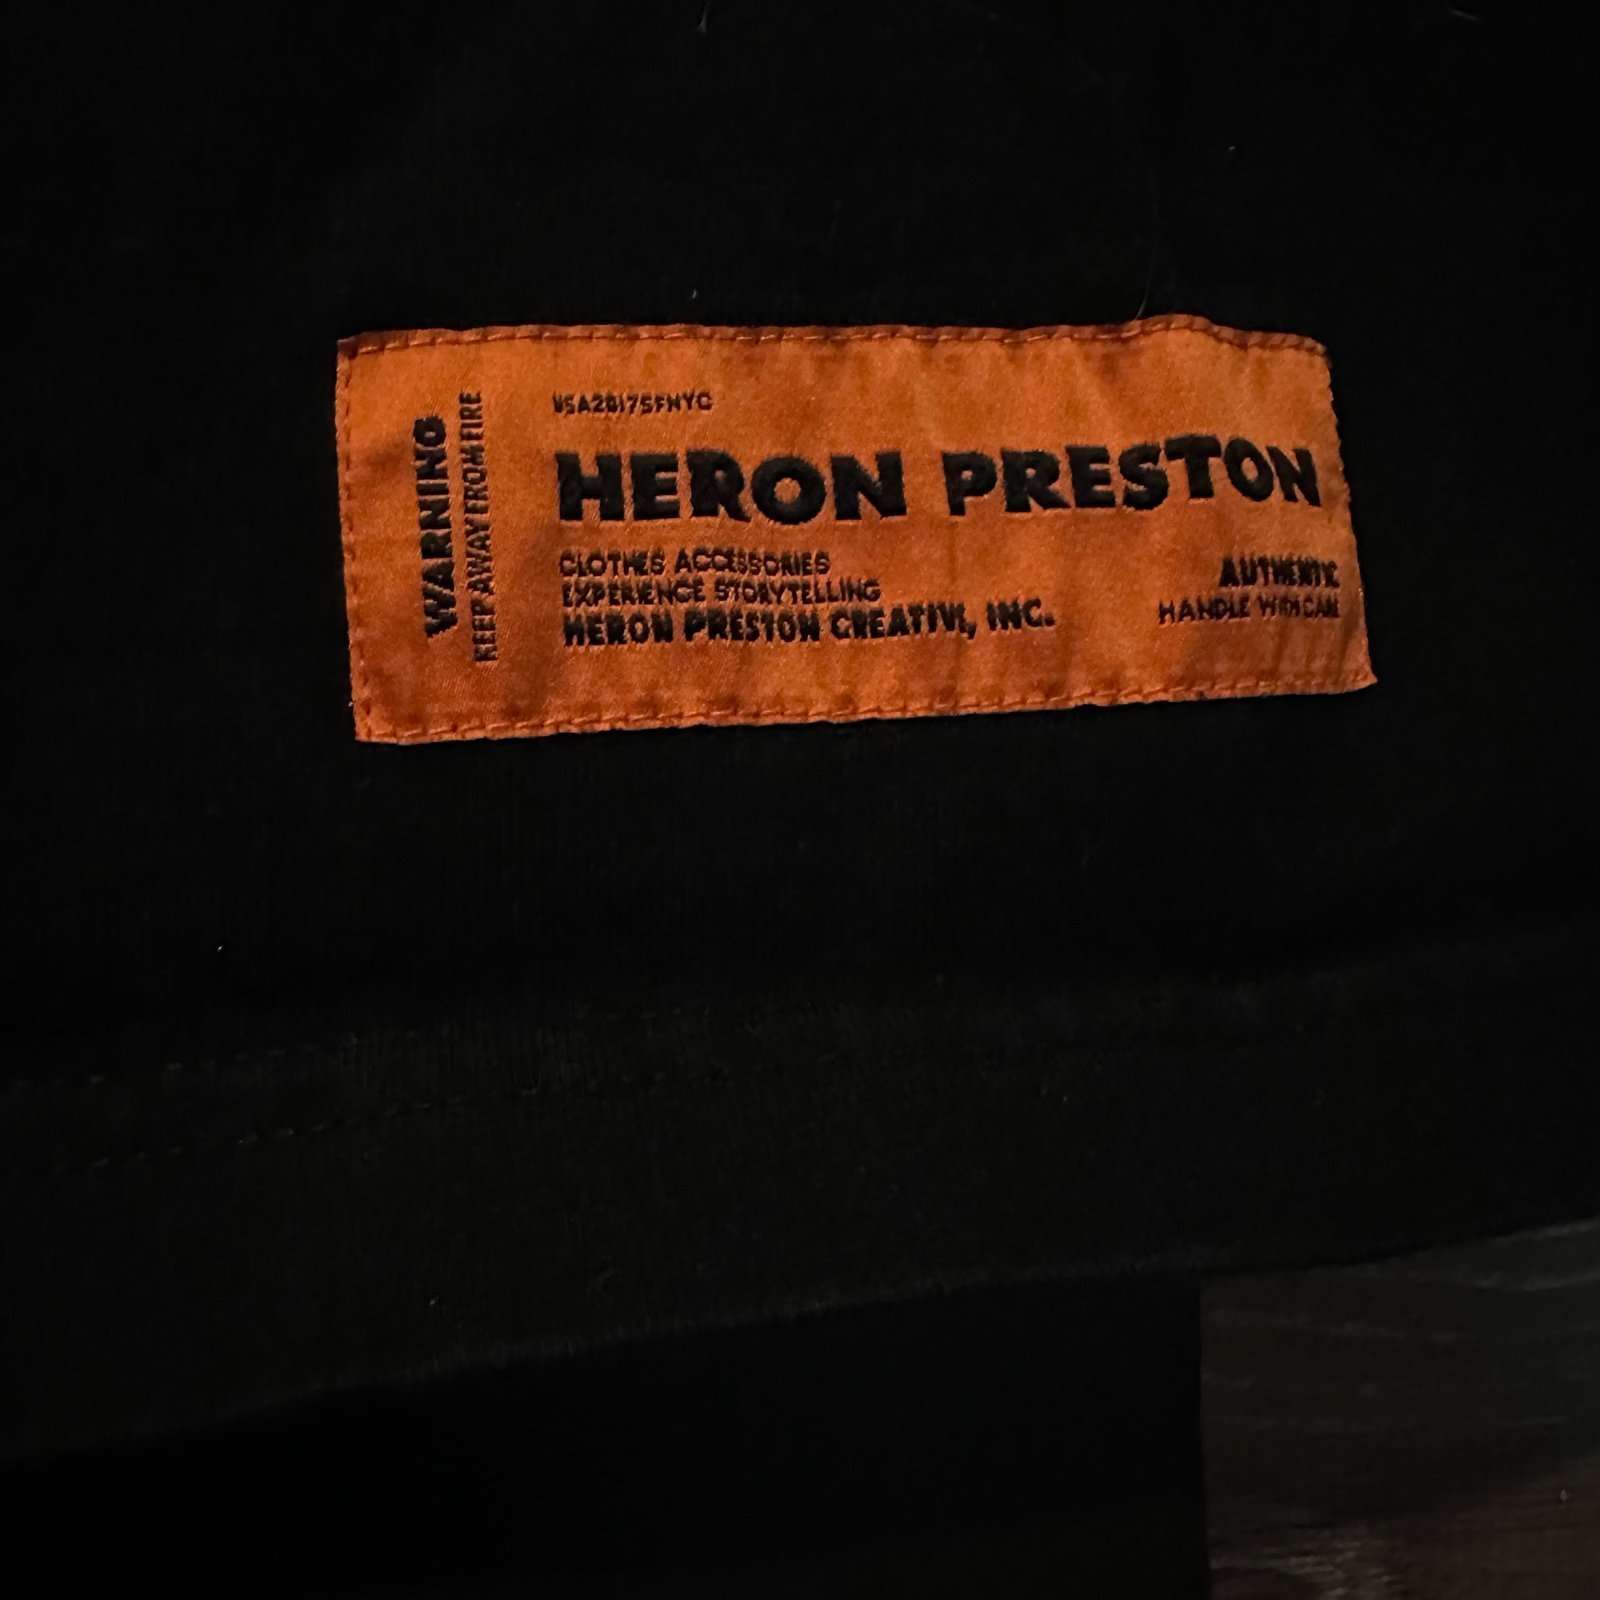 WARNING
KEEP AWAY FROM FIRE
USA2017SFNYC
HERON PRESTON
CLOTHES ACCESSORIES
EXPERIENCE STORYTELLING
HERON PRESTON CREATIVE, INC.
AUTHENTIC
HANDLE WITH CARE